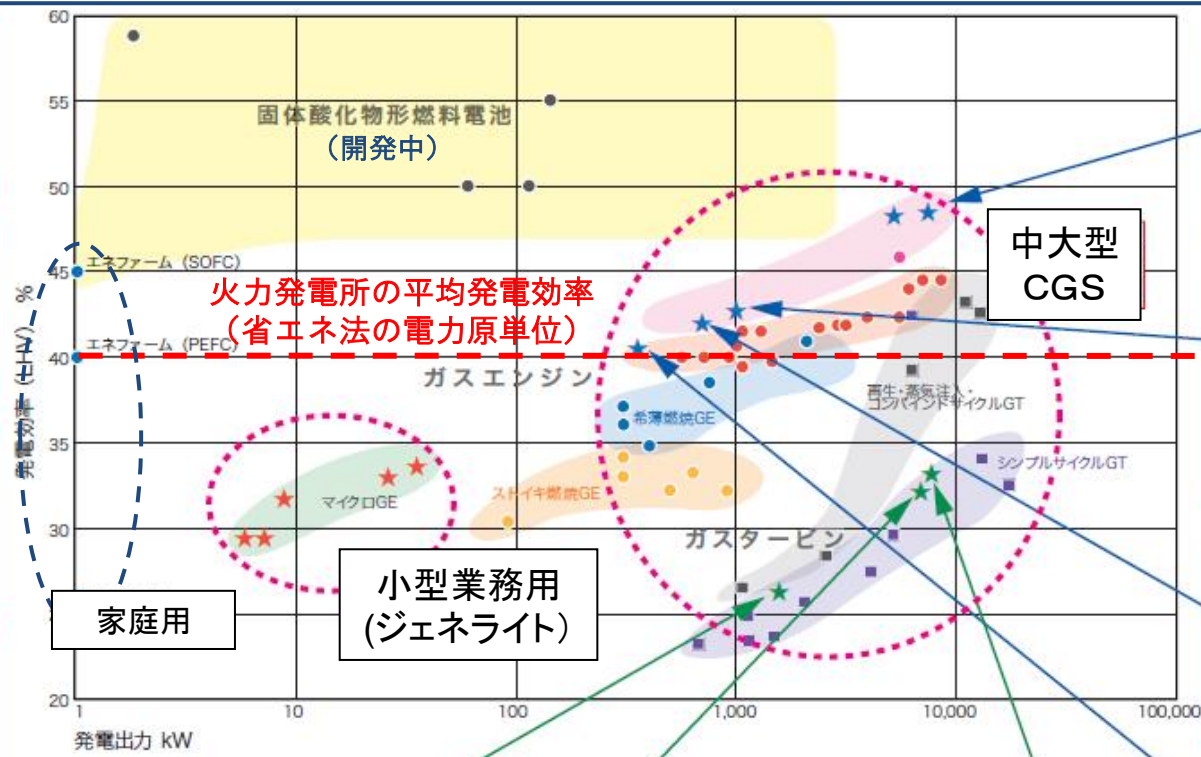 60
55
50
45
40
35
30
20
発電効率 (LHV) %
固体酸化物形燃料電池
（開発中）
エネファーム (SOFC)
火力発電所の平均発電効率
（省エネ法の電力原単位）
エネファーム (PEFC)
中大型
CGS
ガスエンジン
希薄燃焼GE
再生・蒸気注入・
コンバインドサイクルGT
マイクロGE
ストイキ燃焼GE
シンプルサイクルGT
ガスタービン
家庭用
小型業務用
(ジェネライト）
1
10
100
1,000
10,000
100,000
発電出力 kW